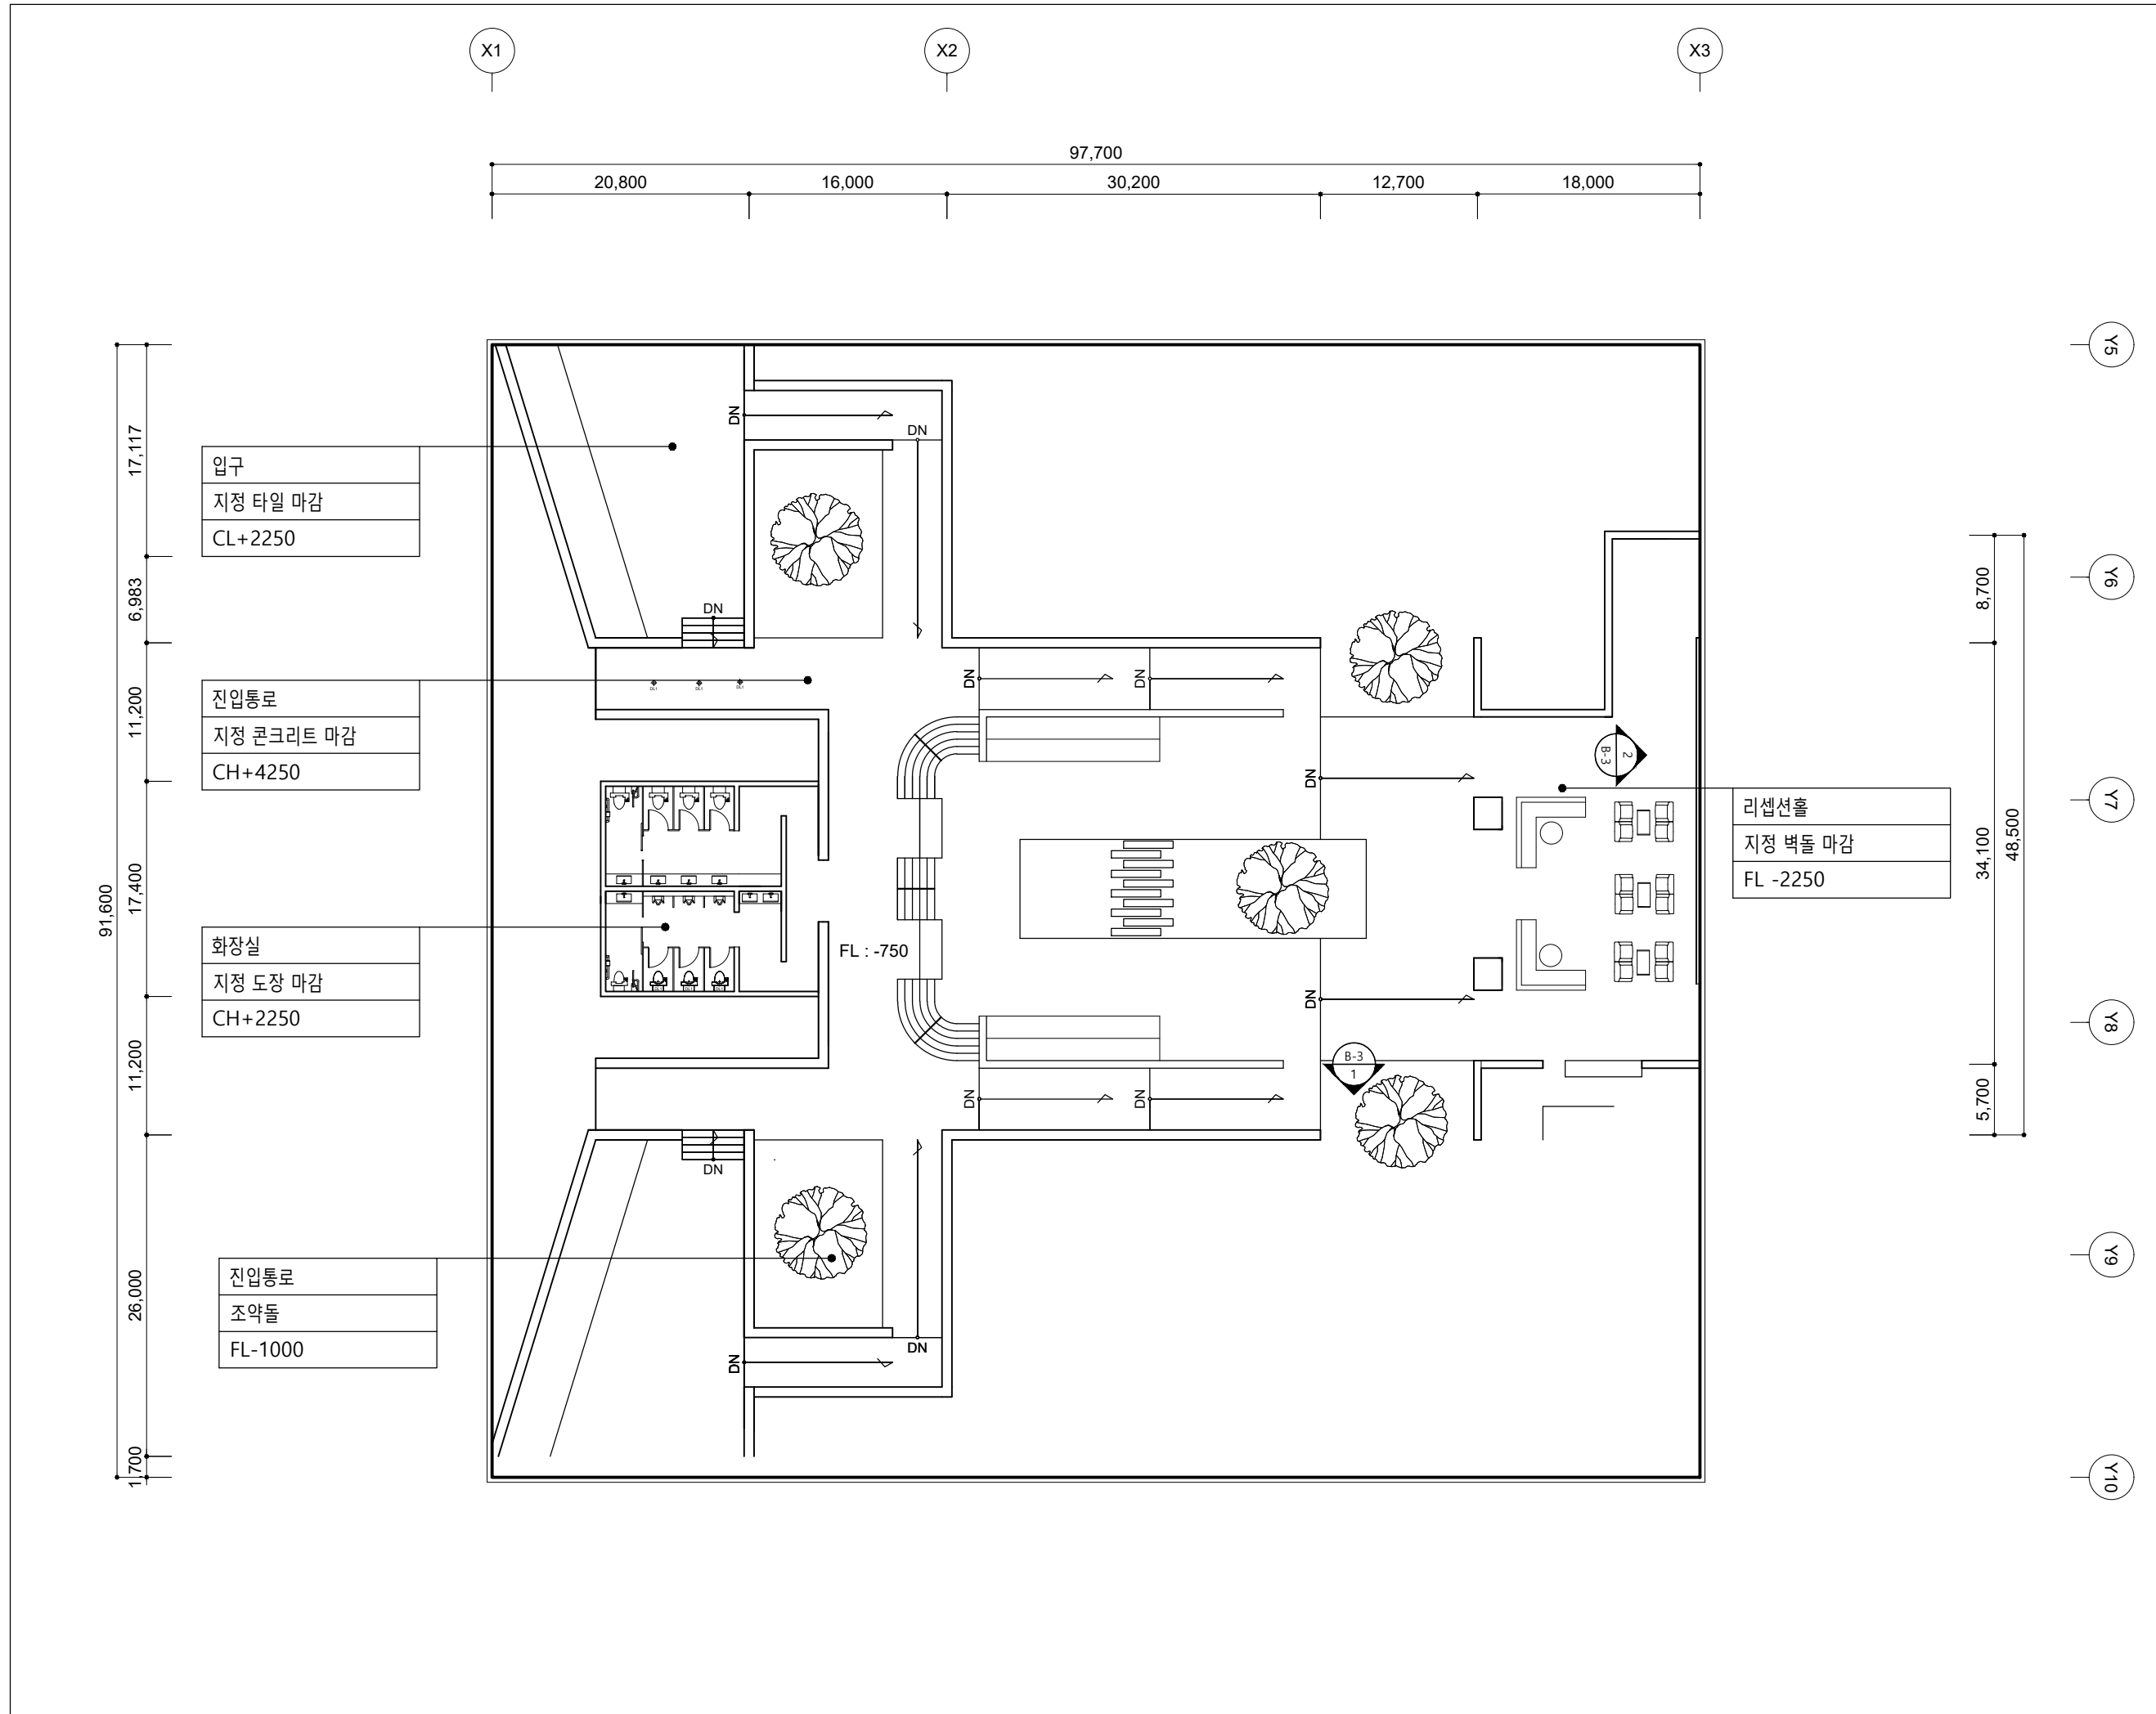 X1
X2
X3
97,700
20,800
16,000
30,200
12,700
18,000
Y5
Y6
Y7
Y8
Y9
Y10
91,600
17,117
6,983
11,200
17,400
11,200
26,000
1,700
8,700
34,100
5,700
48,500
입구
지정 타일 마감
CL+2250
진입통로
지정 콘크리트 마감
CH+4250
화장실
지정 도장 마감
CH+2250
진입통로
조약돌
FL-1000
리셉션홀
지정 벽돌 마감
FL -2250
DN
DN
DN
DL1
DL1
DL1
DN
DN
DN
2
B-3
FL : -750
DN
B-3
1
DN
DN
DN
DN
DN